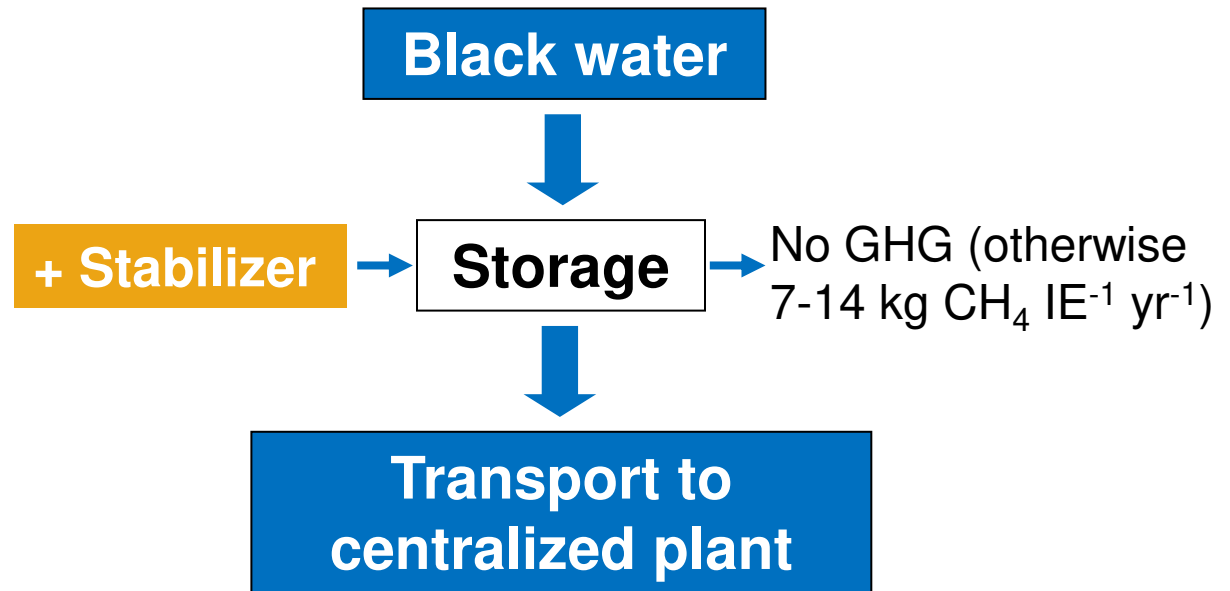 Black water
+ Stabilizer
Storage
No GHG (otherwise
7-14 kg CH₄ IE⁻¹ yr⁻¹)
Transport to
centralized plant